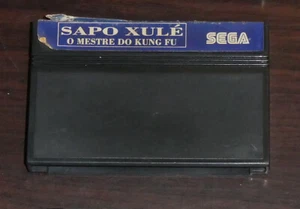 SAPO XULÉ
O MESTRE DO KUNG FU
SEGA